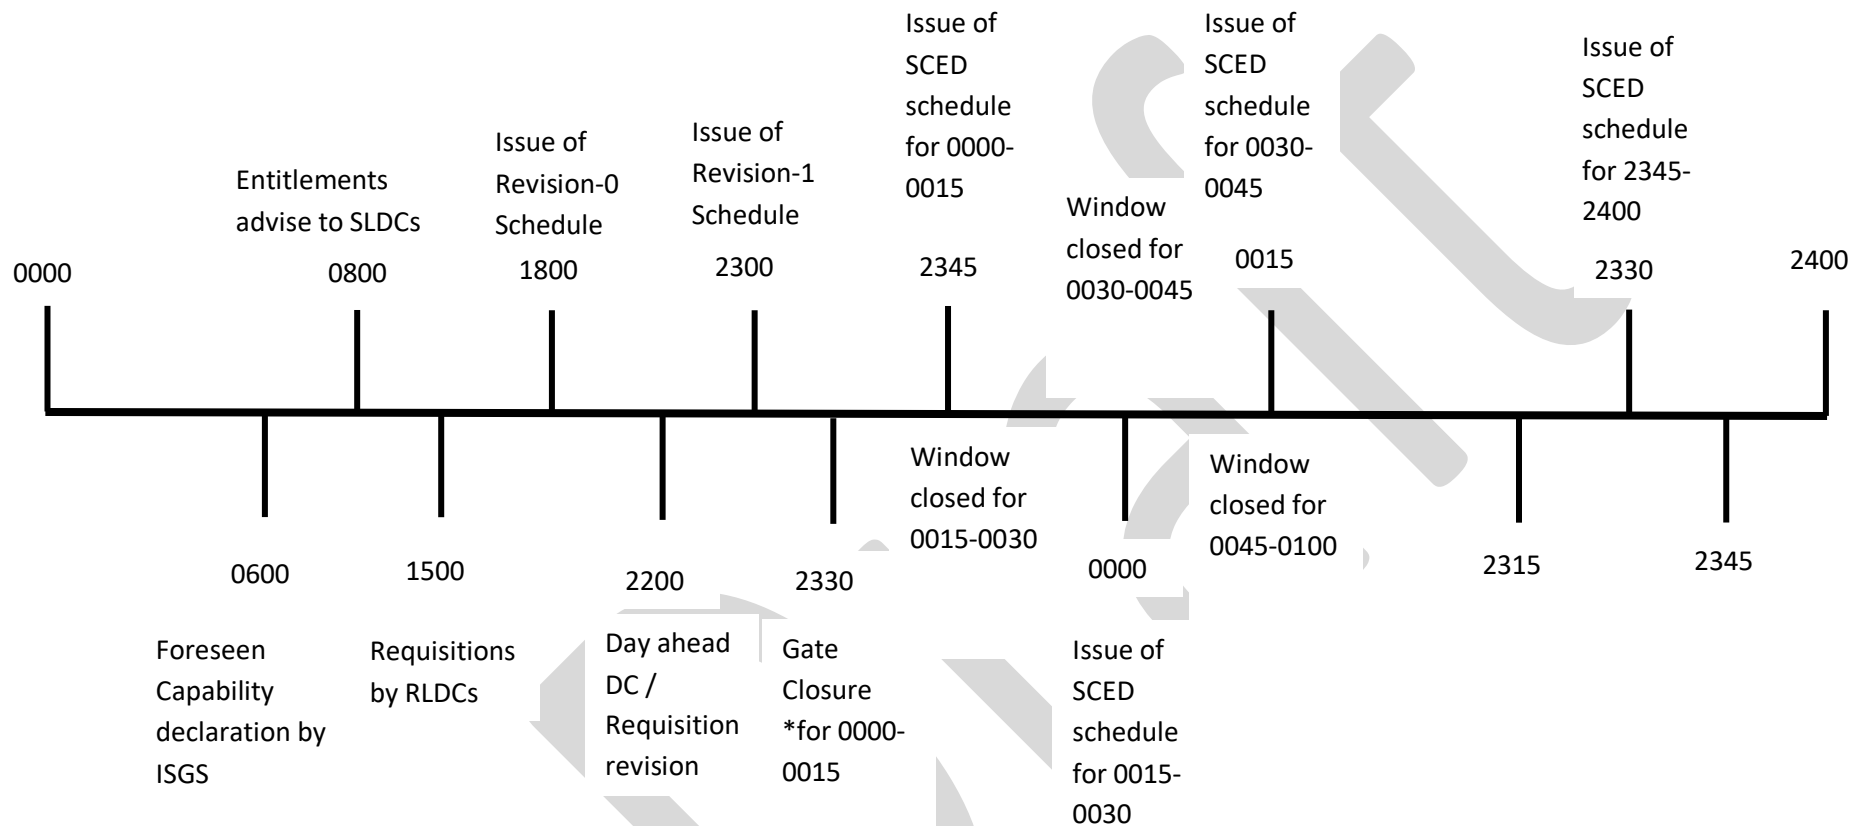 Issue of
SCED
schedule
for 0000-
0015
Issue of
SCED
schedule
for 0030-
0045
Issue of
SCED
schedule
for 2345-
2400
Entitlements
advise to SLDCs
Issue of
Revision-0
Schedule
Issue of
Revision-1
Schedule
Window
closed for
0030-0045
0000
0800
1800
2300
2345
0015
2330
2400
Window
closed for
0015-0030
Window
closed for
0045-0100
0600
1500
2200
2330
0000
2315
2345
Foreseen
Capability
declaration by
ISGS
Requisitions
by RLDCs
Day ahead
DC /
Requisition
revision
Gate
Closure
*for 0000-
0015
Issue of
SCED
schedule
for 0015-
0030